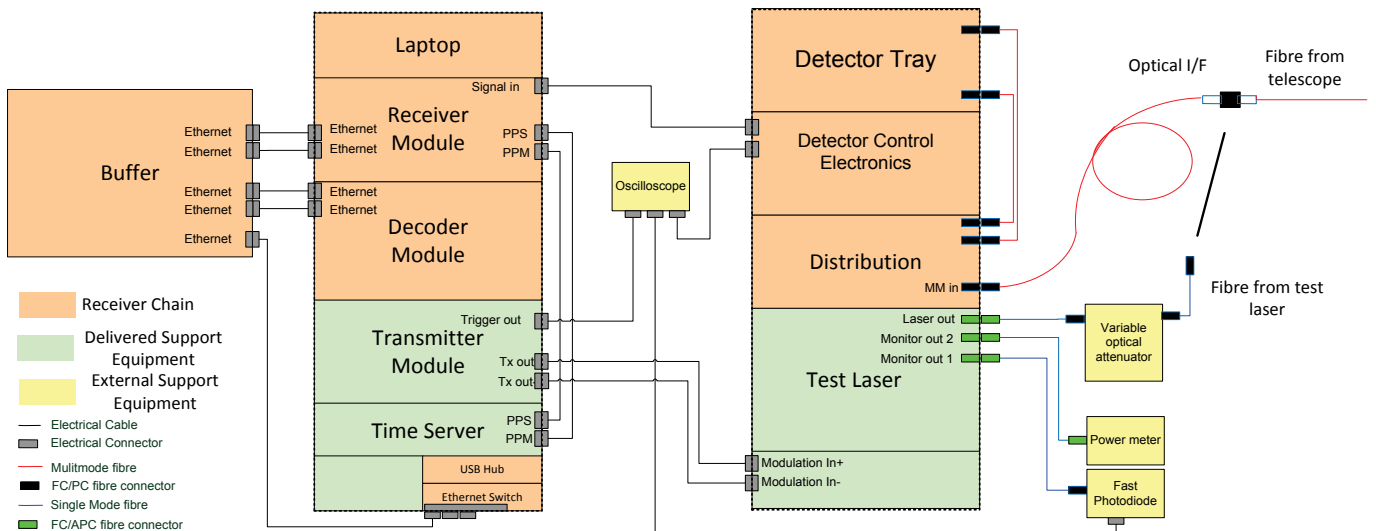 Laptop
Signal in
Receiver
Module
Ethernet
Ethernet
PPS
PPM
Ethernet
Ethernet
Buffer
Ethernet
Ethernet
Ethernet
Ethernet
Ethernet
Decoder
Module
Trigger out
Transmitter
Module
Tx out
Tx out
Time Server
PPS
PPM
USB Hub
Ethernet Switch
Oscilloscope
Detector Tray
Detector Control
Electronics
Distribution
MM in
Laser out
Monitor out 2
Monitor out 1
Test Laser
Modulation In+
Modulation In-
Optical I/F
Fibre from
telescope
Fibre from test
laser
Variable
optical
attenuator
Power meter
Fast
Photodiode
Receiver Chain
Delivered Support
Equipment
External Support
Equipment
Electrical Cable
Electrical Connector
Mulitmode fibre
FC/PC fibre connector
Single Mode fibre
FC/APC fibre connector